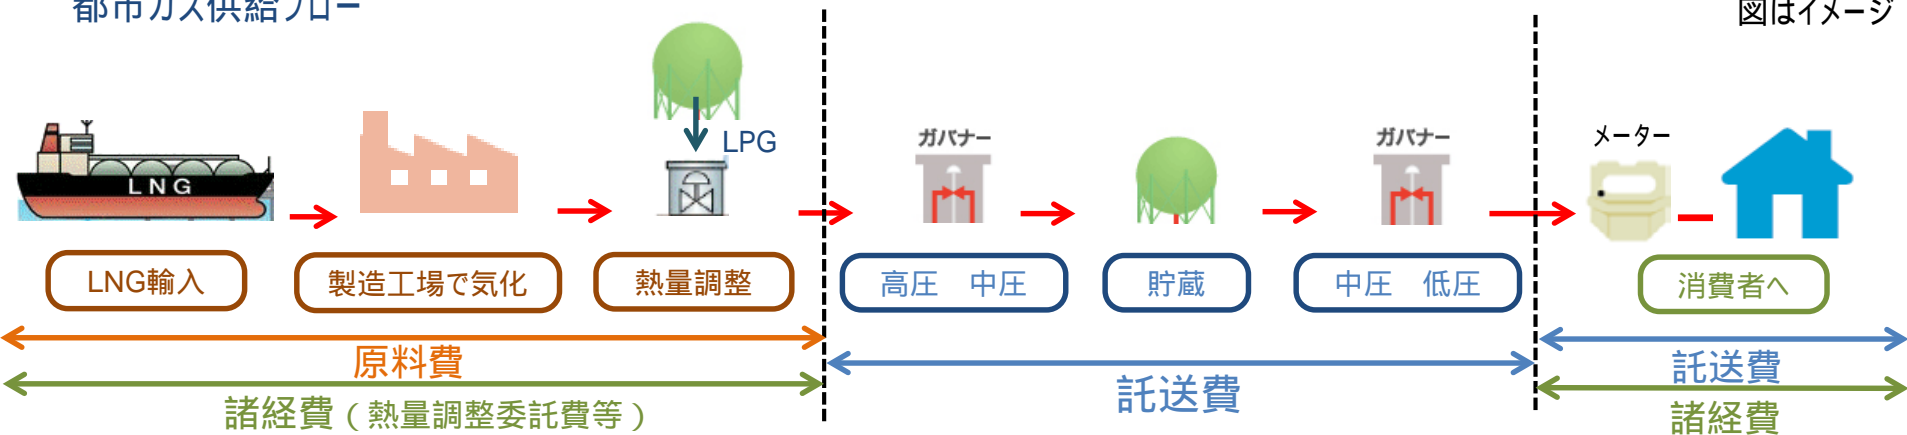 都市ガス供給フロー
図はイメージ
LPG
ガバナー
ガバナー
メーター
LNG
LNG輸入
製造工場で気化
熱量調整
高圧　中圧
貯蔵
中圧　低圧
消費者へ
原料費
諸経費（熱量調整委託費等）
託送費
託送費
諸経費